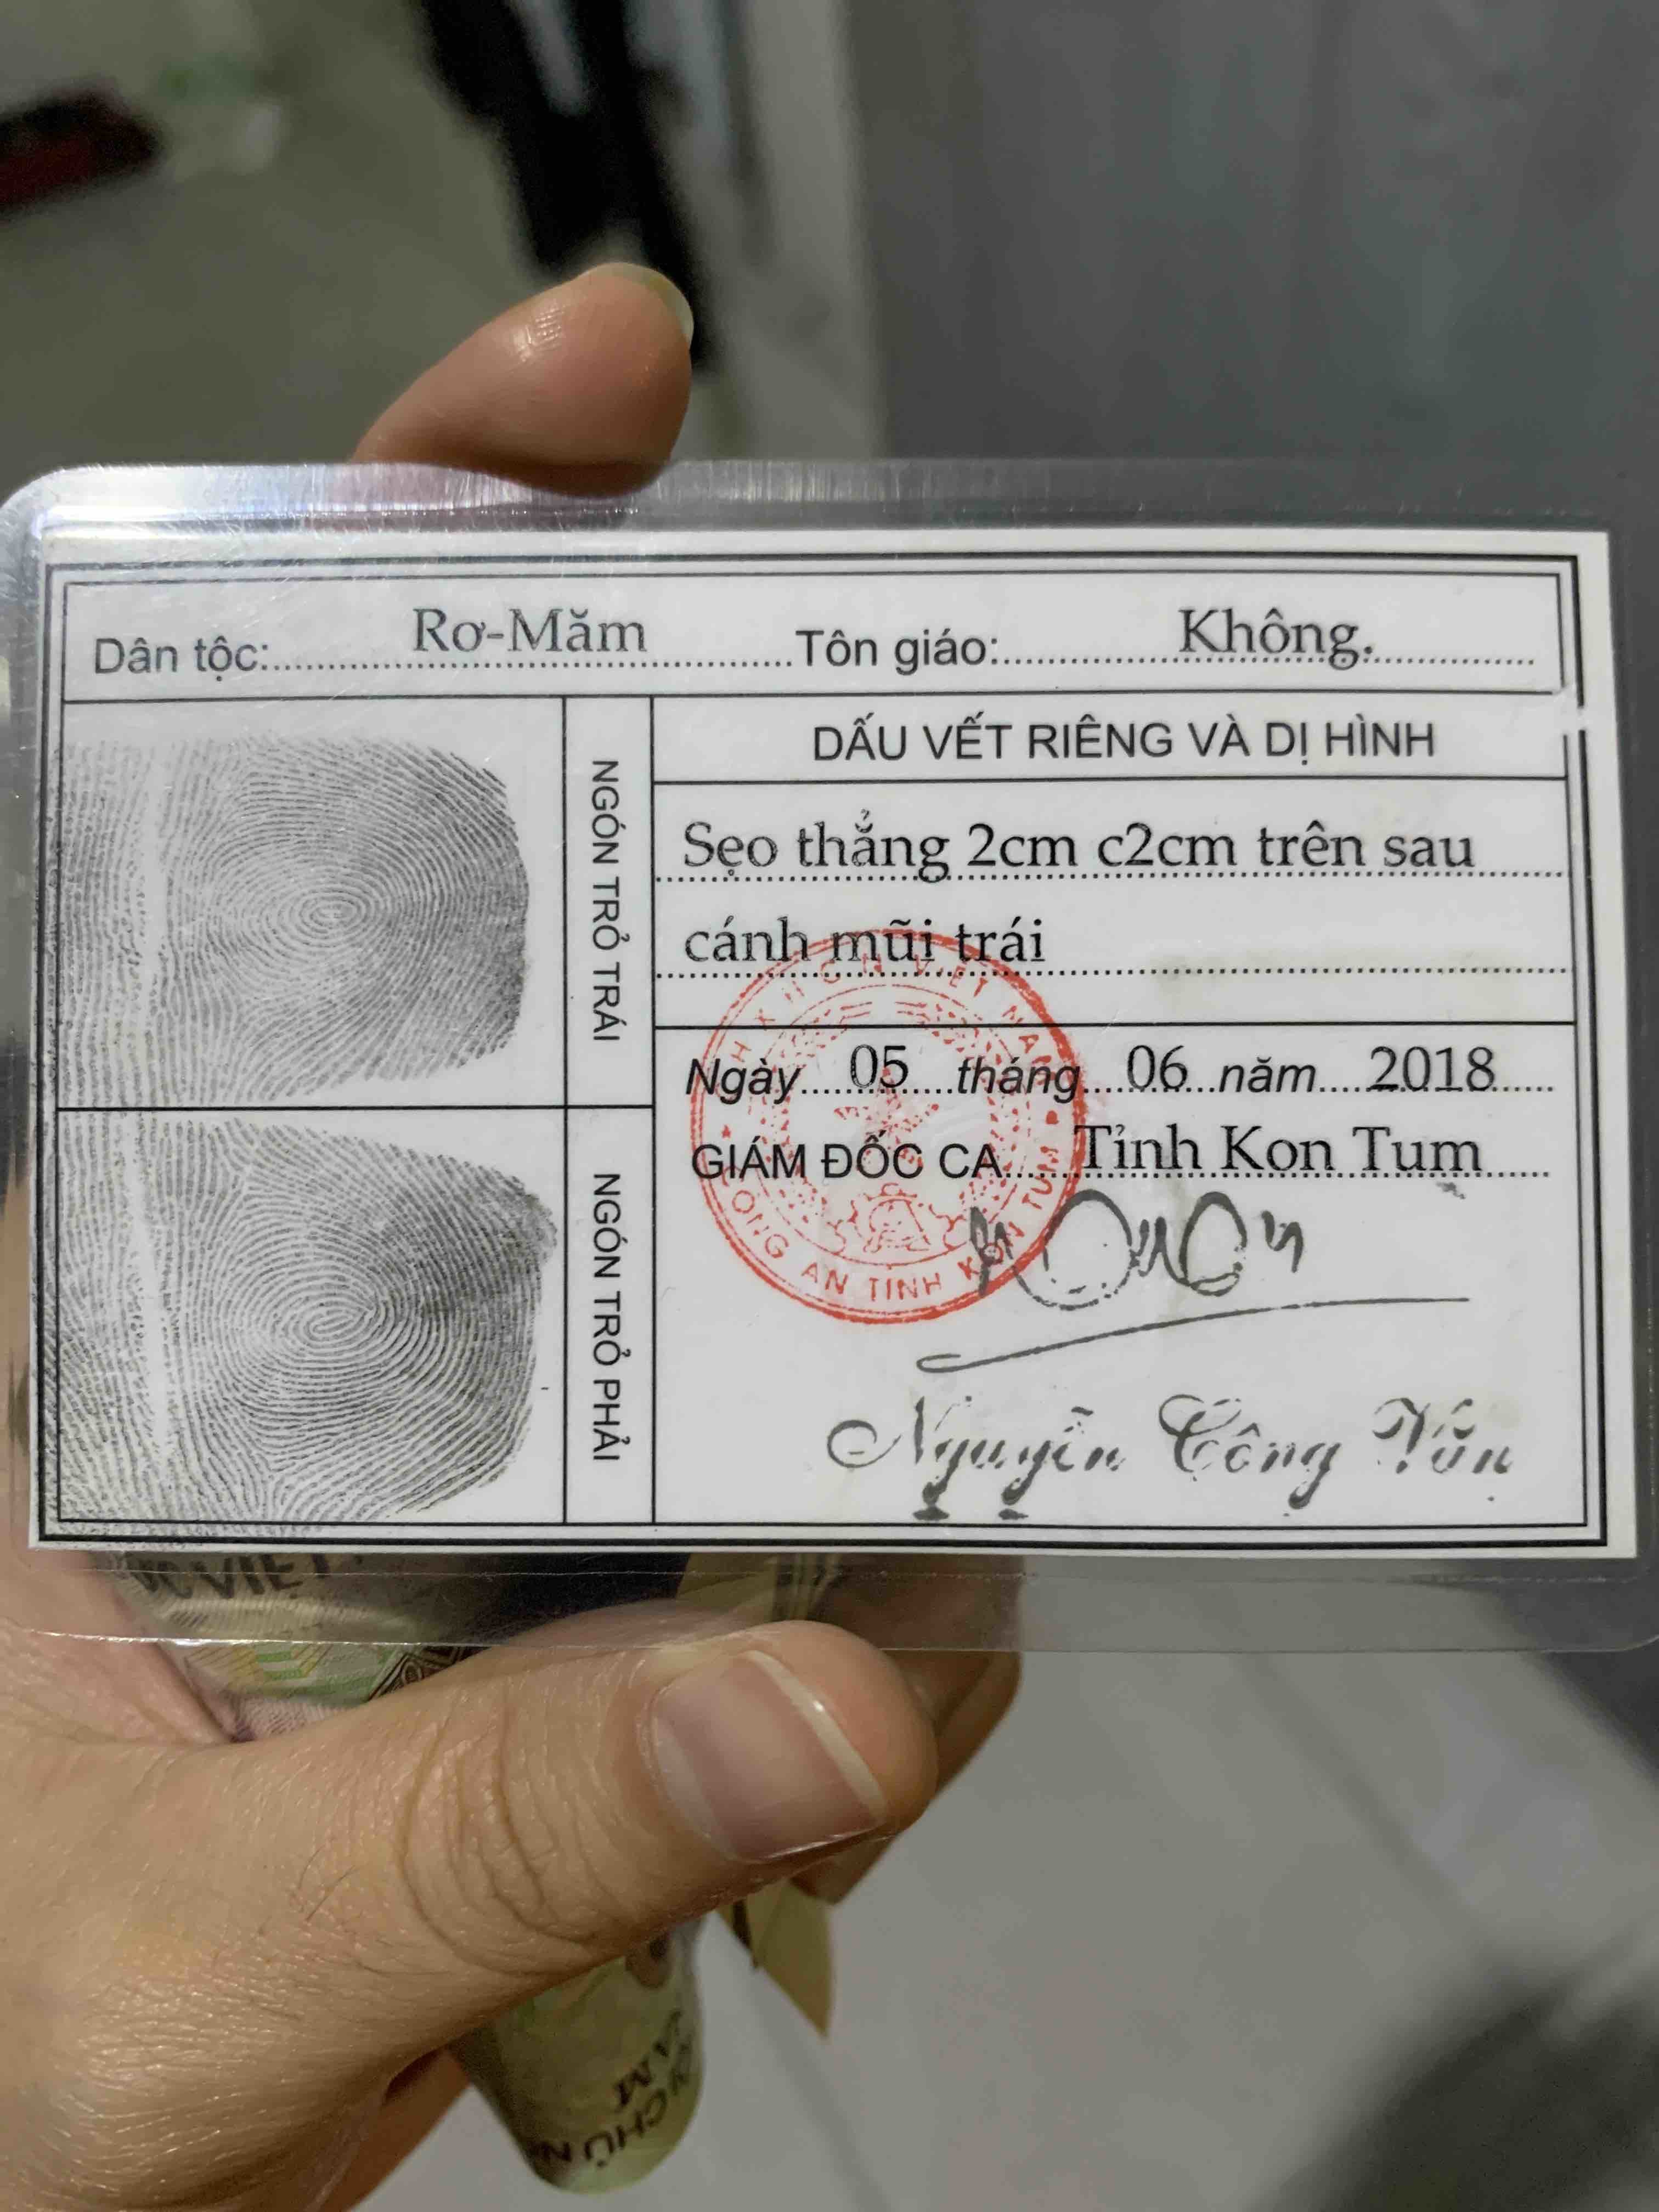 Dân tộc: Rơ-Măm Tôn giáo: Không.
NGÓN TRỎ TRÁI
DẤU VẾT RIÊNG VÀ DỊ HÌNH
Sẹo thẳng 2cm c2cm trên sau
cánh mũi trái
Ngày 05 tháng 06 năm 2018
GIÁM ĐỐC CA Tỉnh Kon Tum
CÔNG AN TỈNH KON TUM
NGÓN TRỎ PHẢI
Nguyễn Công Văn
VIỆT